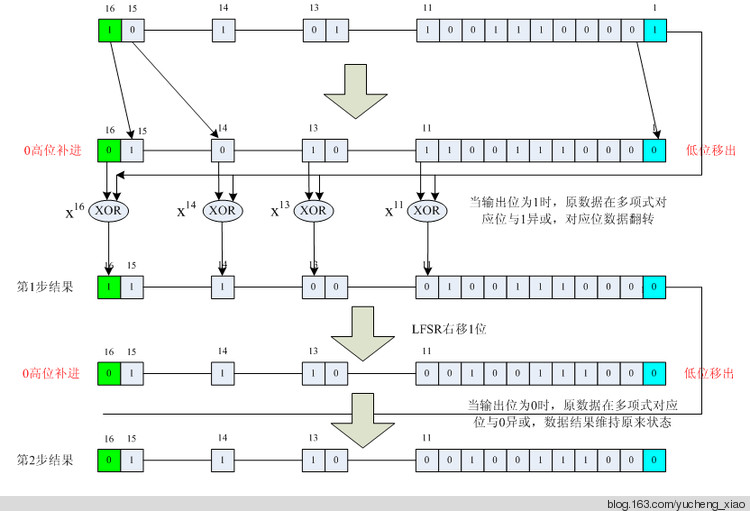 16 15 14 13 11 1
1 0 1 0 1 1 0 0 1 1 1 0 0 0 0 1
0高位补进 16 15 14 13 11 1 低位移出
0 1 0 1 0 1 1 0 0 1 1 1 0 0 0 0
x16 XOR x14 XOR x13 XOR x11 XOR
当输出位为1时，原数据在多项式对
应位与1异或，对应位数据翻转
16 15 14 13 11
第1步结果 1 1 1 0 0 0 1 0 0 1 1 1 0 0 0 0
LFSR右移1位
16 15 14 13 11
0高位补进 0 1 1 1 0 0 0 1 0 0 1 1 1 0 0 0 低位移出
当输出位为0时，原数据在多项式对应
位与0异或，数据结果维持原来状态
16 15 14 13 11
第2步结果 0 1 1 1 0 0 0 1 0 0 1 1 1 0 0 0
blog.163.com/yucheng_xiao